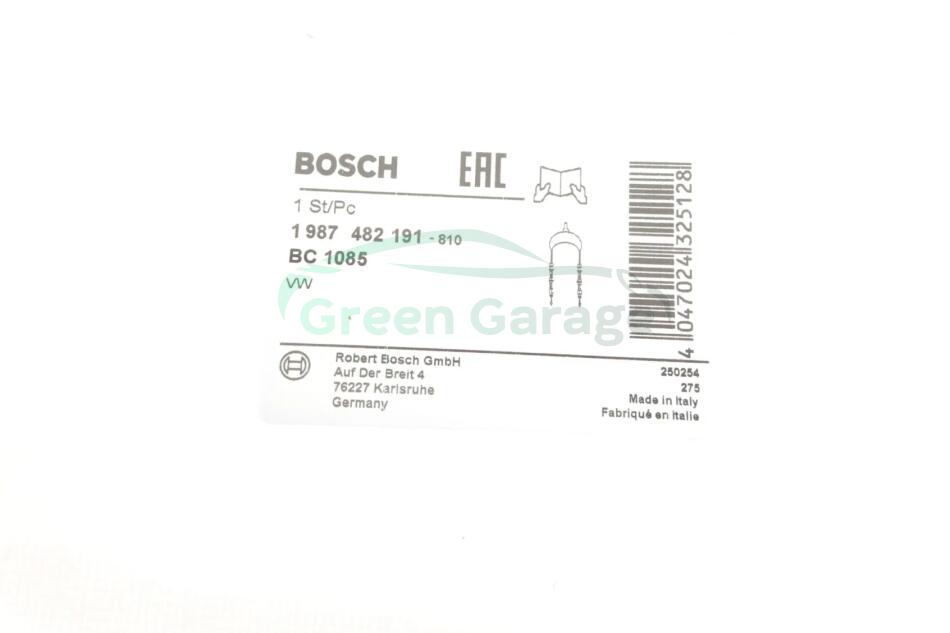 BOSCH EAC
1 St/Pc
1 987 482 191 - 810
BC 1085
VW
Green Garage
Robert Bosch GmbH
Auf Der Breit 4
76227 Karlsruhe
Germany
250254
275
Made in Italy
Fabriqué en Italie
4 047024 325128